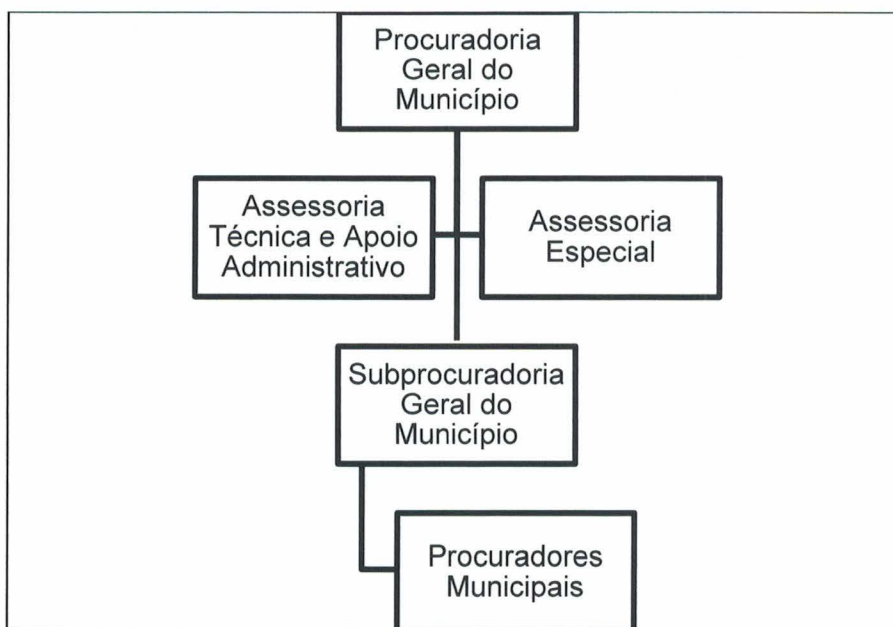 Procuradoria
Geral do
Município
Assessoria
Técnica e Apoio
Administrativo
Assessoria
Especial
Subprocuradoria
Geral do
Município
Procuradores
Municipais